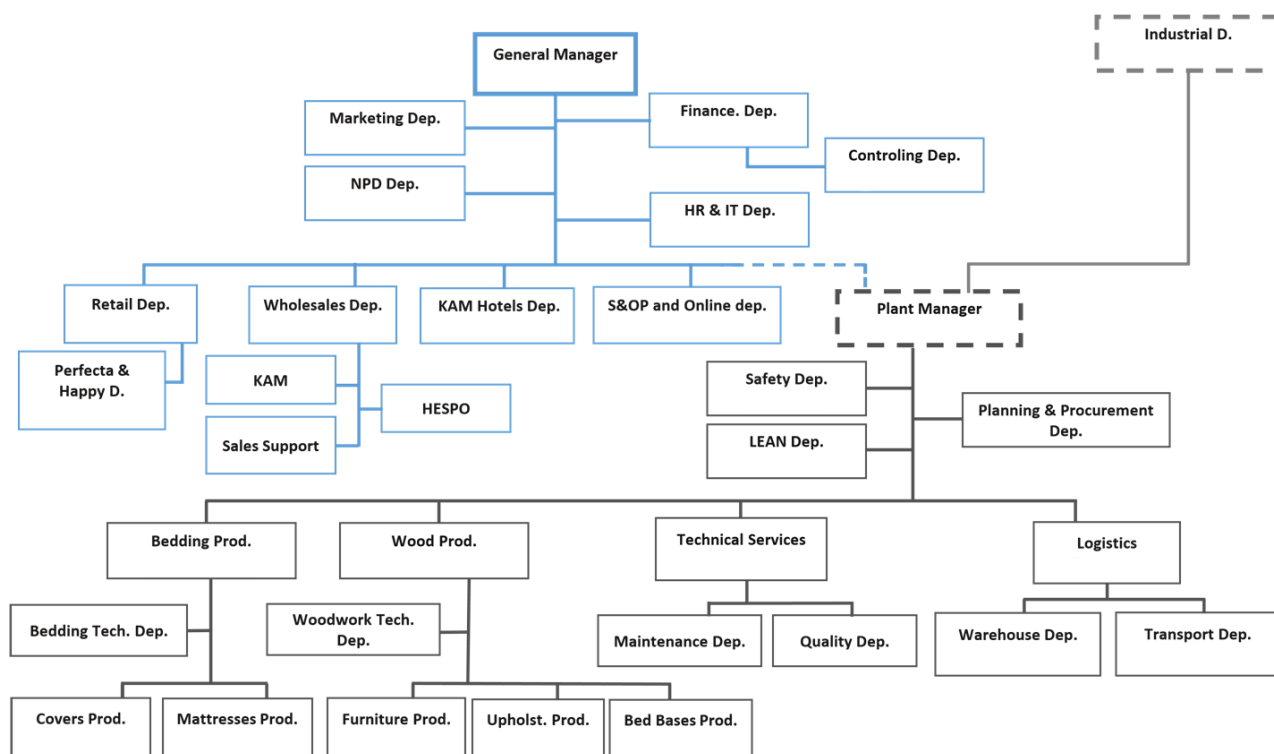 Industrial D.
General Manager
Marketing Dep.
Finance. Dep.
Controling Dep.
NPD Dep.
HR & IT Dep.
Retail Dep.
Wholesales Dep.
KAM Hotels Dep.
S&OP and Online dep.
Plant Manager
Perfecta &
Happy D.
KAM
HESPO
Sales Support
Safety Dep.
Planning & Procurement
Dep.
LEAN Dep.
Bedding Prod.
Wood Prod.
Technical Services
Logistics
Bedding Tech. Dep.
Woodwork Tech.
Dep.
Maintenance Dep.
Quality Dep.
Warehouse Dep.
Transport Dep.
Covers Prod.
Mattresses Prod.
Furniture Prod.
Upholst. Prod.
Bed Bases Prod.